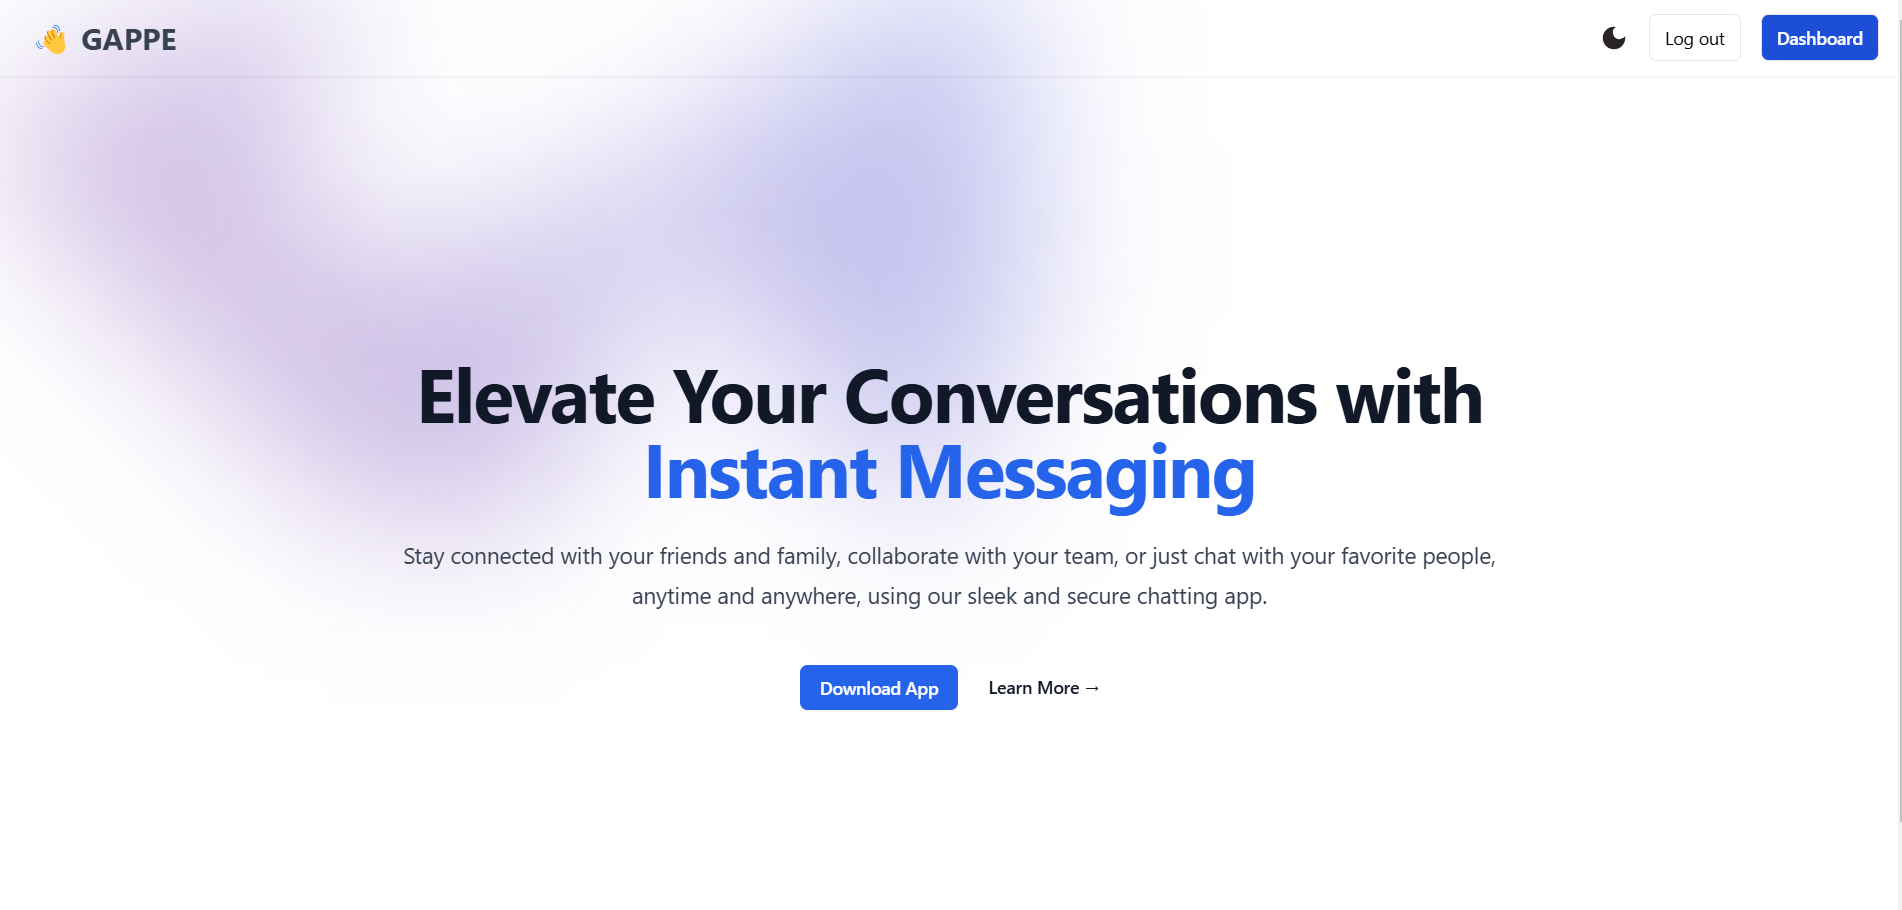 GAPPE
Log out
Dashboard
Elevate Your Conversations with
Instant Messaging
Stay connected with your friends and family, collaborate with your team, or just chat with your favorite people,
anytime and anywhere, using our sleek and secure chatting app.
Download App
Learn More →